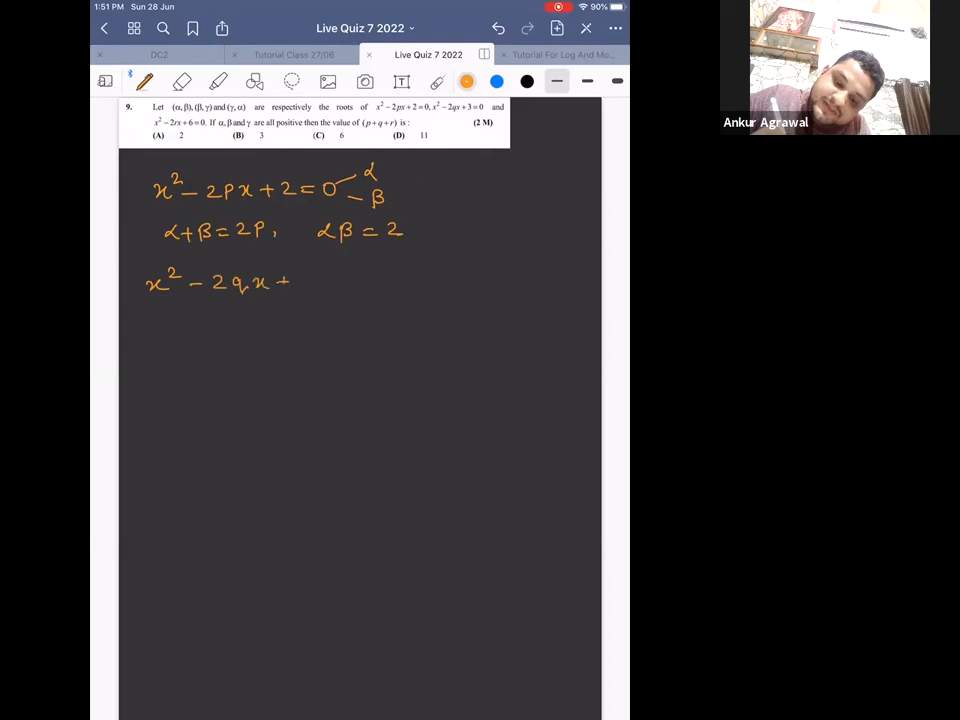 1:51 PM Sun 28 Jun
90%
Live Quiz 7 2022
DC2
Tutorial Class 27/06
Live Quiz 7 2022
Tutorial For Log And Mo...
9. Let (α, β), (β, γ) and (γ, α) are respectively the roots of x² – 2px + 2 = 0, x² – 2qx + 3 = 0 and
x² – 2rx + 6 = 0. If α, β and γ are all positive then the value of (p + q + r) is : (2 M)
(A) 2 (B) 3 (C) 6 (D) 11
x² – 2px + 2 = 0 α
β
α + β = 2p, αβ = 2
x² – 2qx +
Ankur Agrawal